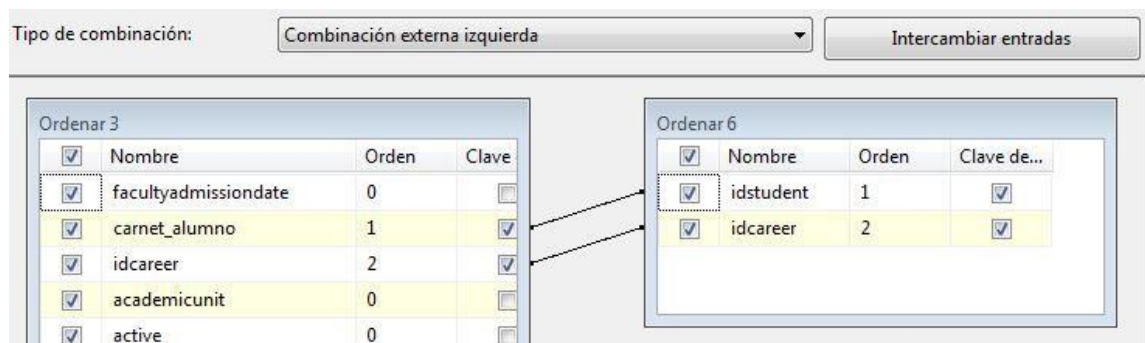 Tipo de combinación: Combinación externa izquierda Intercambiar entradas
Ordenar 3 Ordenar 6
Nombre Orden Clave Nombre Orden Clave de...
facultyadmissiondate 0 idstudent 1
carnet_alumno 1 idcareer 2
idcareer 2
academicunit 0
active 0